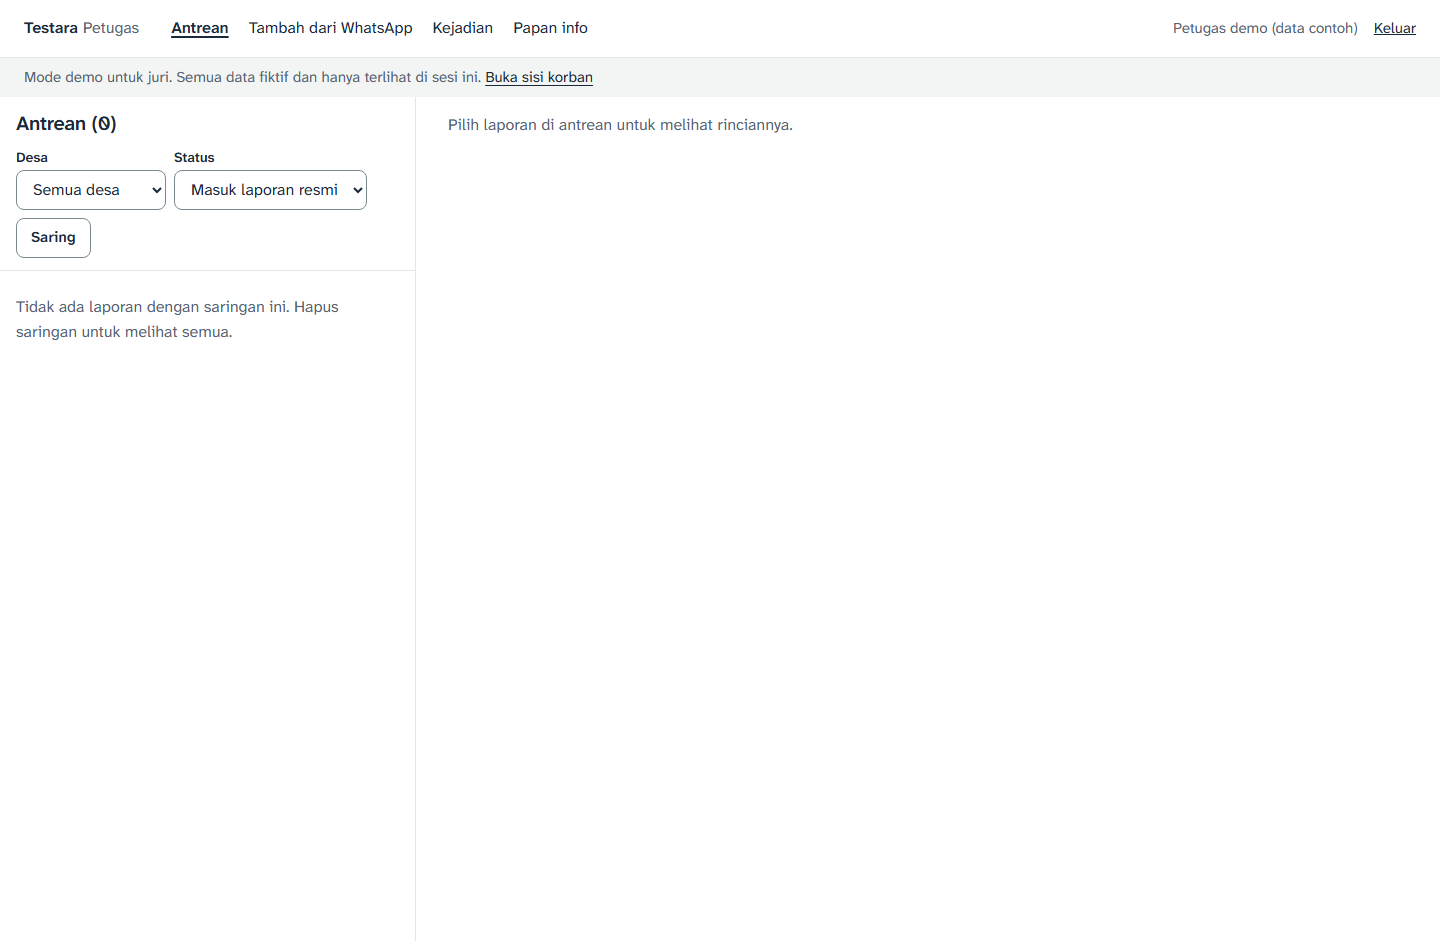 Testara Petugas Antrean Tambah dari WhatsApp Kejadian Papan info Petugas demo (data contoh) Keluar
Mode demo untuk juri. Semua data fiktif dan hanya terlihat di sesi ini. Buka sisi korban
Antrean (0)
Desa Status
Semua desa Masuk laporan resmi
Saring
Tidak ada laporan dengan saringan ini. Hapus
saringan untuk melihat semua.
Pilih laporan di antrean untuk melihat rinciannya.